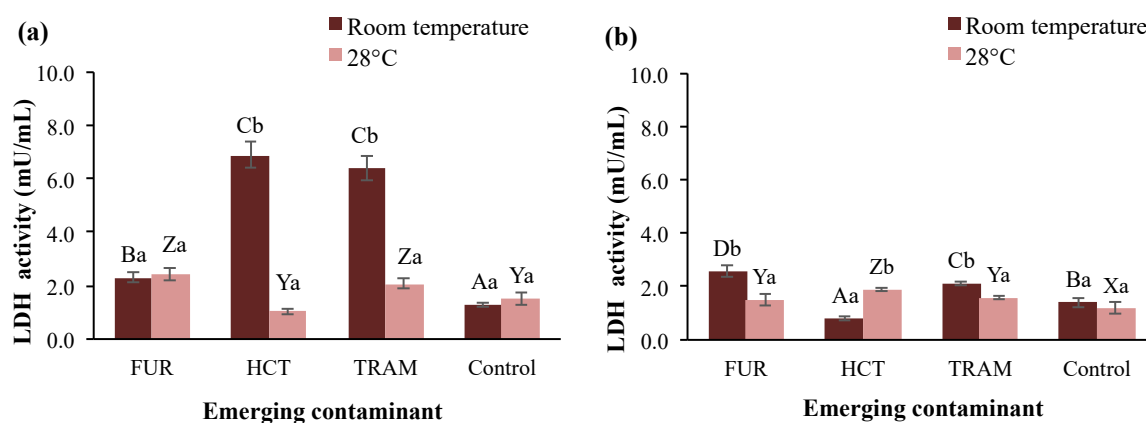 (a)
Room temperature
28°C
LDH activity (mU/mL)
10.0
8.0
6.0
4.0
2.0
0.0
Ba
Za
Cb
Ya
Cb
Za
Aa
Ya
FUR
HCT
TRAM
Control
Emerging contaminant
(b)
Room temperature
28°C
LDH activity (mU/mL)
10.0
8.0
6.0
4.0
2.0
0.0
Db
Ya
Aa
Zb
Cb
Ya
Ba
Xa
FUR
HCT
TRAM
Control
Emerging contaminant